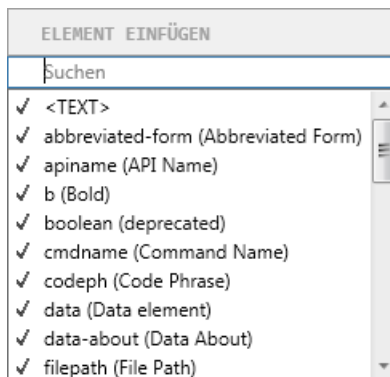 ELEMENT EINFÜGEN
Suchen
<TEXT>
abbreviated-form (Abbreviated Form)
apiname (API Name)
b (Bold)
boolean (deprecated)
cmdname (Command Name)
codeph (Code Phrase)
data (Data element)
data-about (Data About)
filepath (File Path)